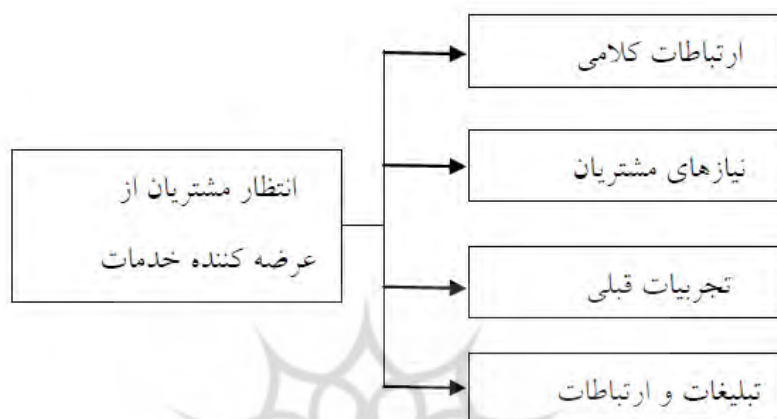 ارتباطات کلامی
نیازهای مشتریان
انتظار مشتریان از
عرضه کننده خدمات
تجربیات قبلی
تبلیغات و ارتباطات